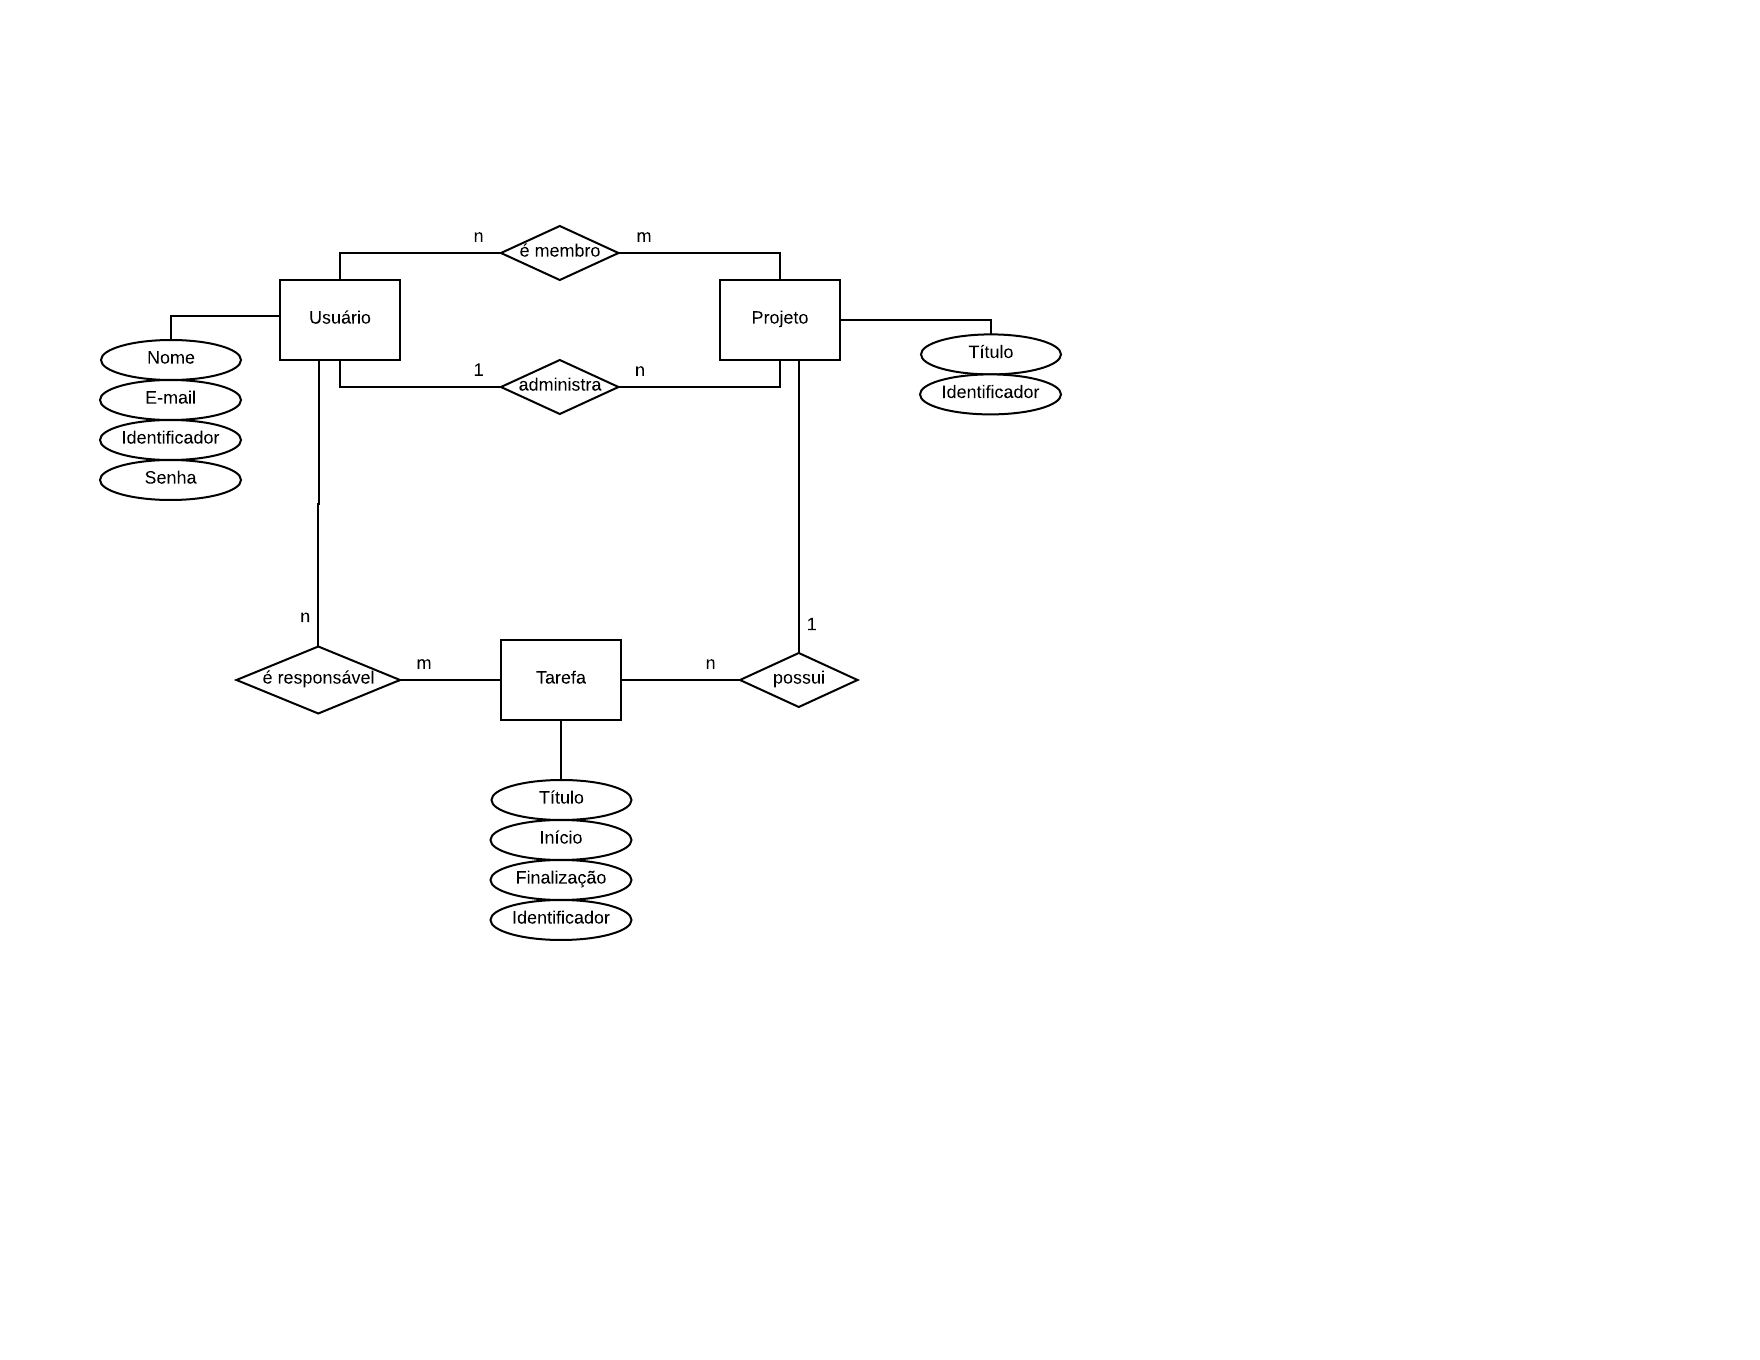 n
é membro
m
Usuário
Projeto
Nome
E-mail
Identificador
Senha
1
administra
n
Título
Identificador
n
1
é responsável
m
Tarefa
n
possui
Título
Início
Finalização
Identificador